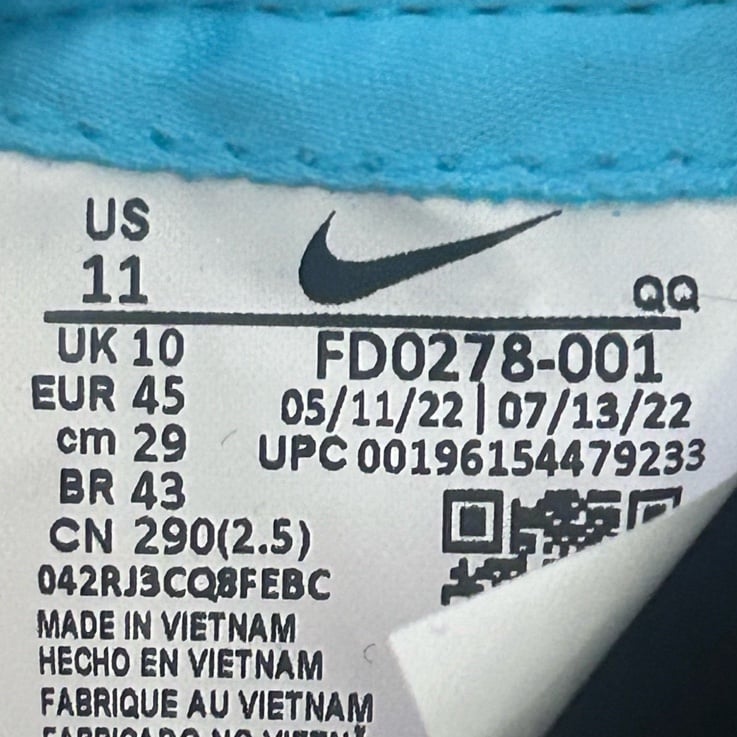 US
11
QQ
UK 10
FD0278-001
EUR 45
05/11/22 | 07/13/22
cm 29
UPC 00196154479233
BR 43
CN 290(2.5)
042RJ3CQ8FEBC
MADE IN VIETNAM
HECHO EN VIETNAM
FABRIQUE AU VIETNAM